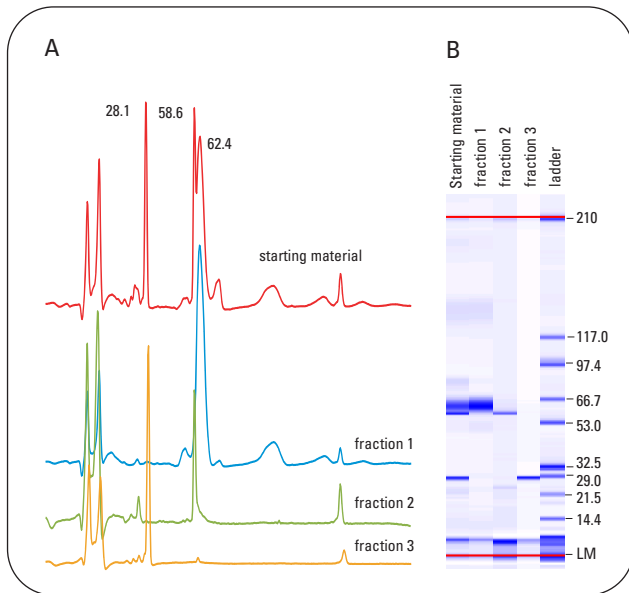 A
28.1
58.6
62.4
starting material
fraction 1
fraction 2
fraction 3
B
Starting material
fraction 1
fraction 2
fraction 3
ladder
210
117.0
97.4
66.7
53.0
32.5
29.0
21.5
14.4
LM